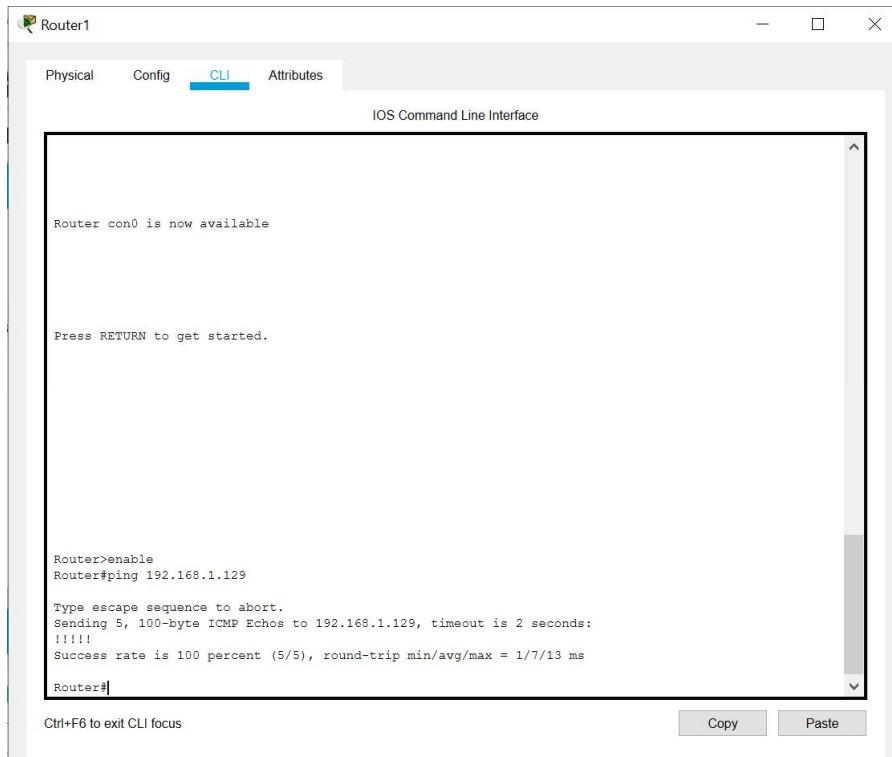 Router1
Physical Config CLI Attributes
IOS Command Line Interface
Router con0 is now available
Press RETURN to get started.
Router>enable
Router#ping 192.168.1.129
Type escape sequence to abort.
Sending 5, 100-byte ICMP Echos to 192.168.1.129, timeout is 2 seconds:
!!!!!
Success rate is 100 percent (5/5), round-trip min/avg/max = 1/7/13 ms
Router#
Ctrl+F6 to exit CLI focus
Copy Paste